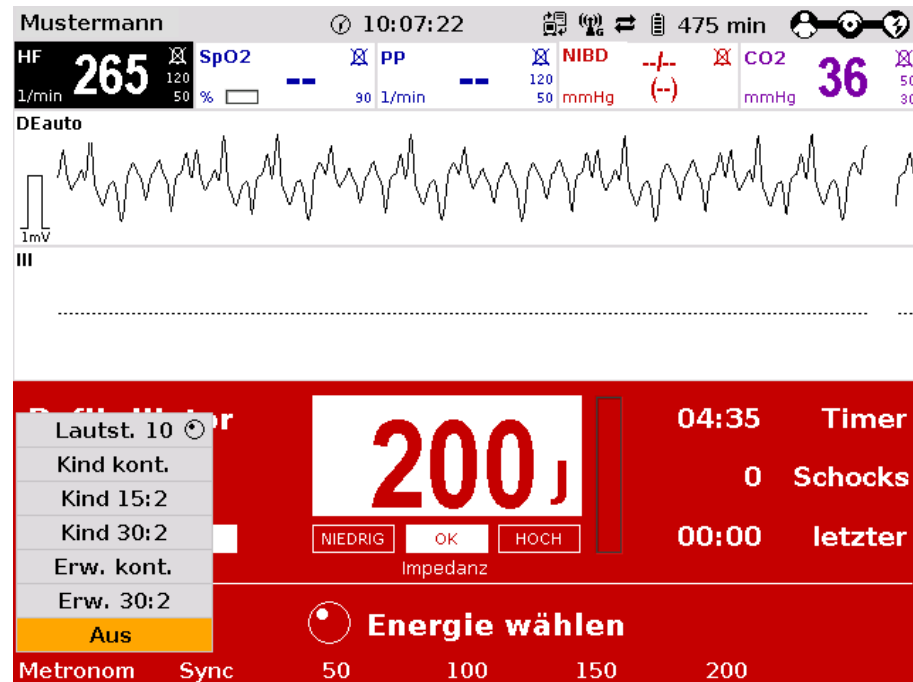 Mustermann 10:07:22 475 min
HF 265 120 50 1/min
SpO2 -- % 90
PP -- 120 50 1/min
NIBD --/-- (--) mmHg
CO2 36 50 30 mmHg
DEauto
1mV
III
200 J
NIEDRIG OK HOCH
Impedanz
04:35 Timer
0 Schocks
00:00 letzter
Lautst. 10
Kind kont.
Kind 15:2
Kind 30:2
Erw. kont.
Erw. 30:2
Aus
Energie wählen
Metronom Sync 50 100 150 200